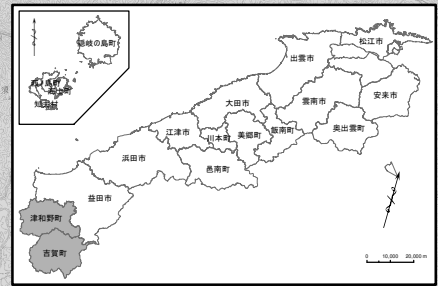 隠岐の島町
西ノ島町
海士町
知夫村
松江市
出雲市
安来市
雲南市
大田市
奥出雲町
飯南町
美郷町
川本町
江津市
邑南町
浜田市
益田市
津和野町
吉賀町
0 10,000 20,000 m